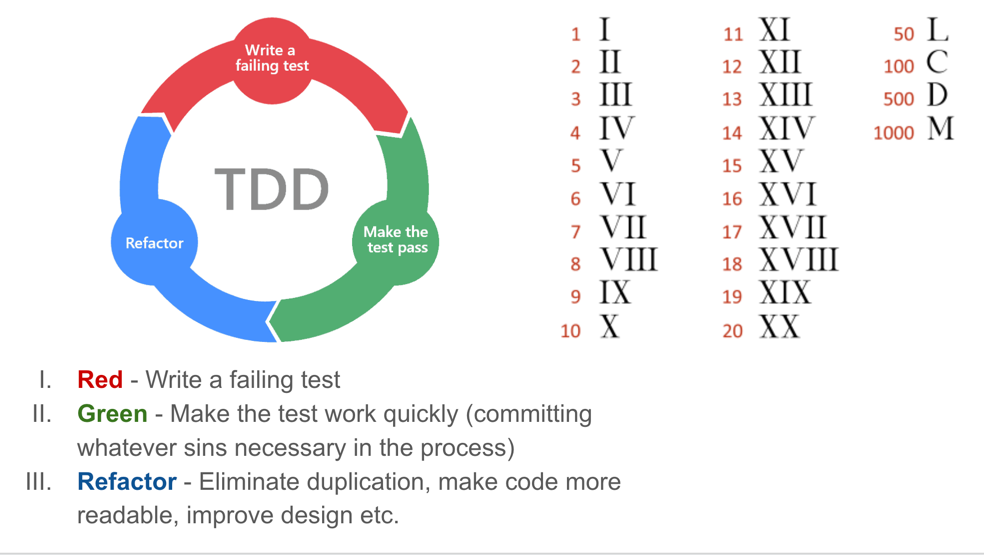 Write a
failing test
TDD
Refactor
Make the
test pass
1 I
2 II
3 III
4 IV
5 V
6 VI
7 VII
8 VIII
9 IX
10 X
11 XI
12 XII
13 XIII
14 XIV
15 XV
16 XVI
17 XVII
18 XVIII
19 XIX
20 XX
50 L
100 C
500 D
1000 M
I. Red - Write a failing test
II. Green - Make the test work quickly (committing
whatever sins necessary in the process)
III. Refactor - Eliminate duplication, make code more
readable, improve design etc.